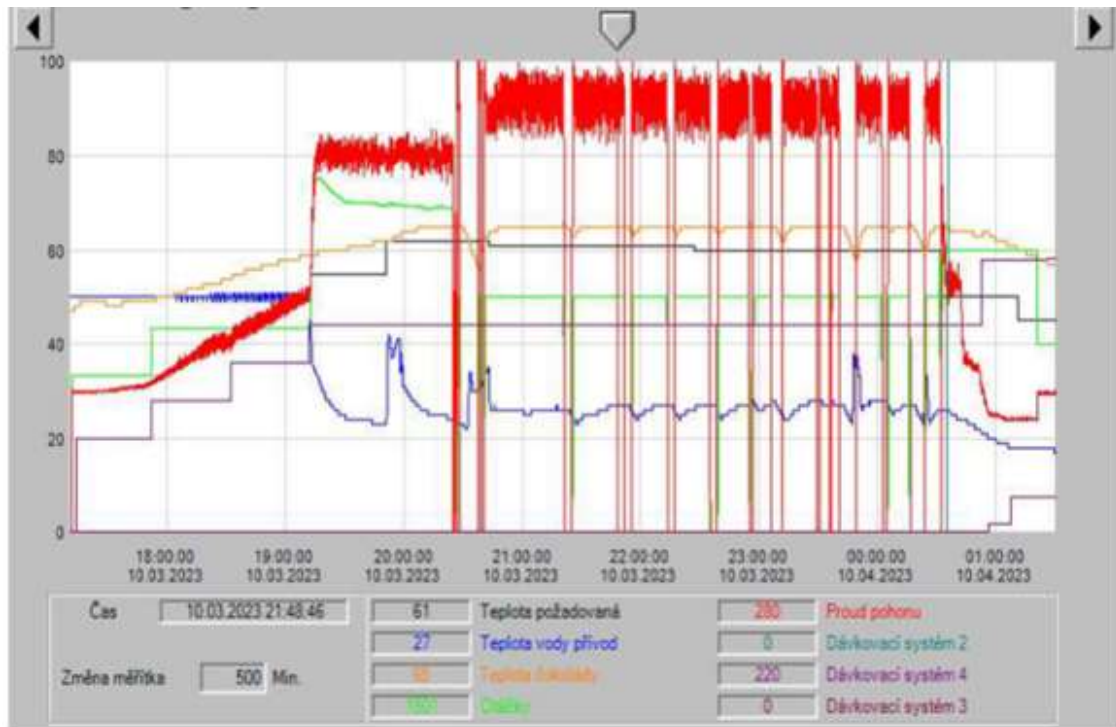 100
80
60
40
20
0
18:00:00 19:00:00 20:00:00 21:00:00 22:00:00 23:00:00 00:00:00 01:00:00
10.03.2023 10.03.2023 10.03.2023 10.03.2023 10.03.2023 10.03.2023 10.04.2023 10.04.2023
Čas 10.03.2023 21:48:46 61 Teplota požadovaná 280 Proud pohonu
27 Teplota vody přívod 0 Dávkovací systém 2
Změna měřítka 500 Min. Teplota čokolády 220 Dávkovací systém 4
Otáčky 0 Dávkovací systém 3